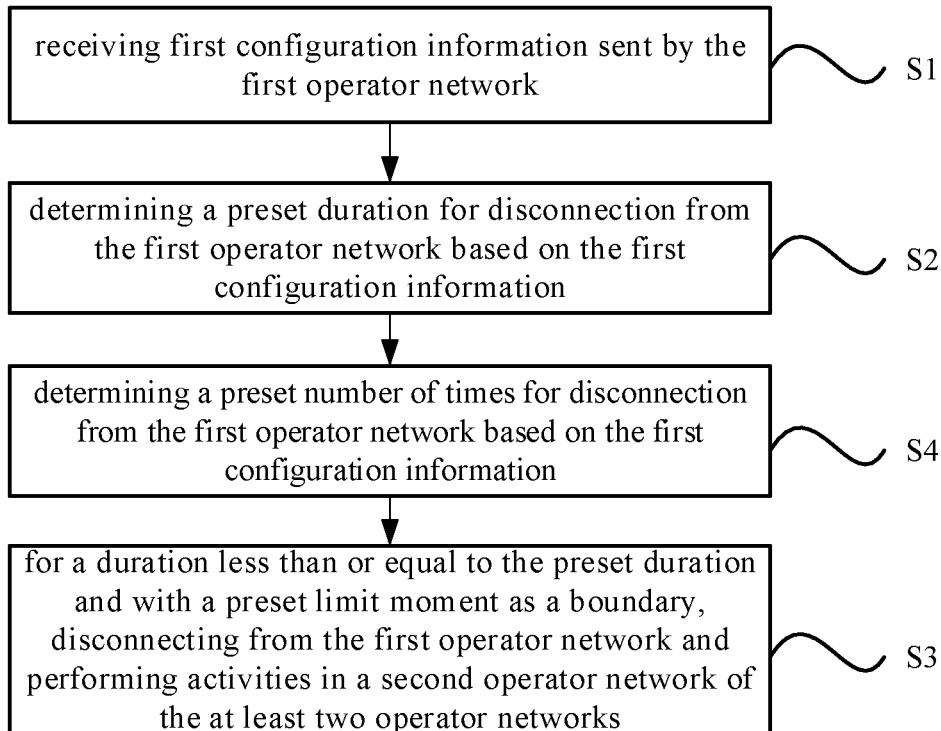 receiving first configuration information sent by the
first operator network
S1
determining a preset duration for disconnection from
the first operator network based on the first
configuration information
S2
determining a preset number of times for disconnection
from the first operator network based on the first
configuration information
S4
for a duration less than or equal to the preset duration
and with a preset limit moment as a boundary,
disconnecting from the first operator network and
performing activities in a second operator network of
the at least two operator networks
S3